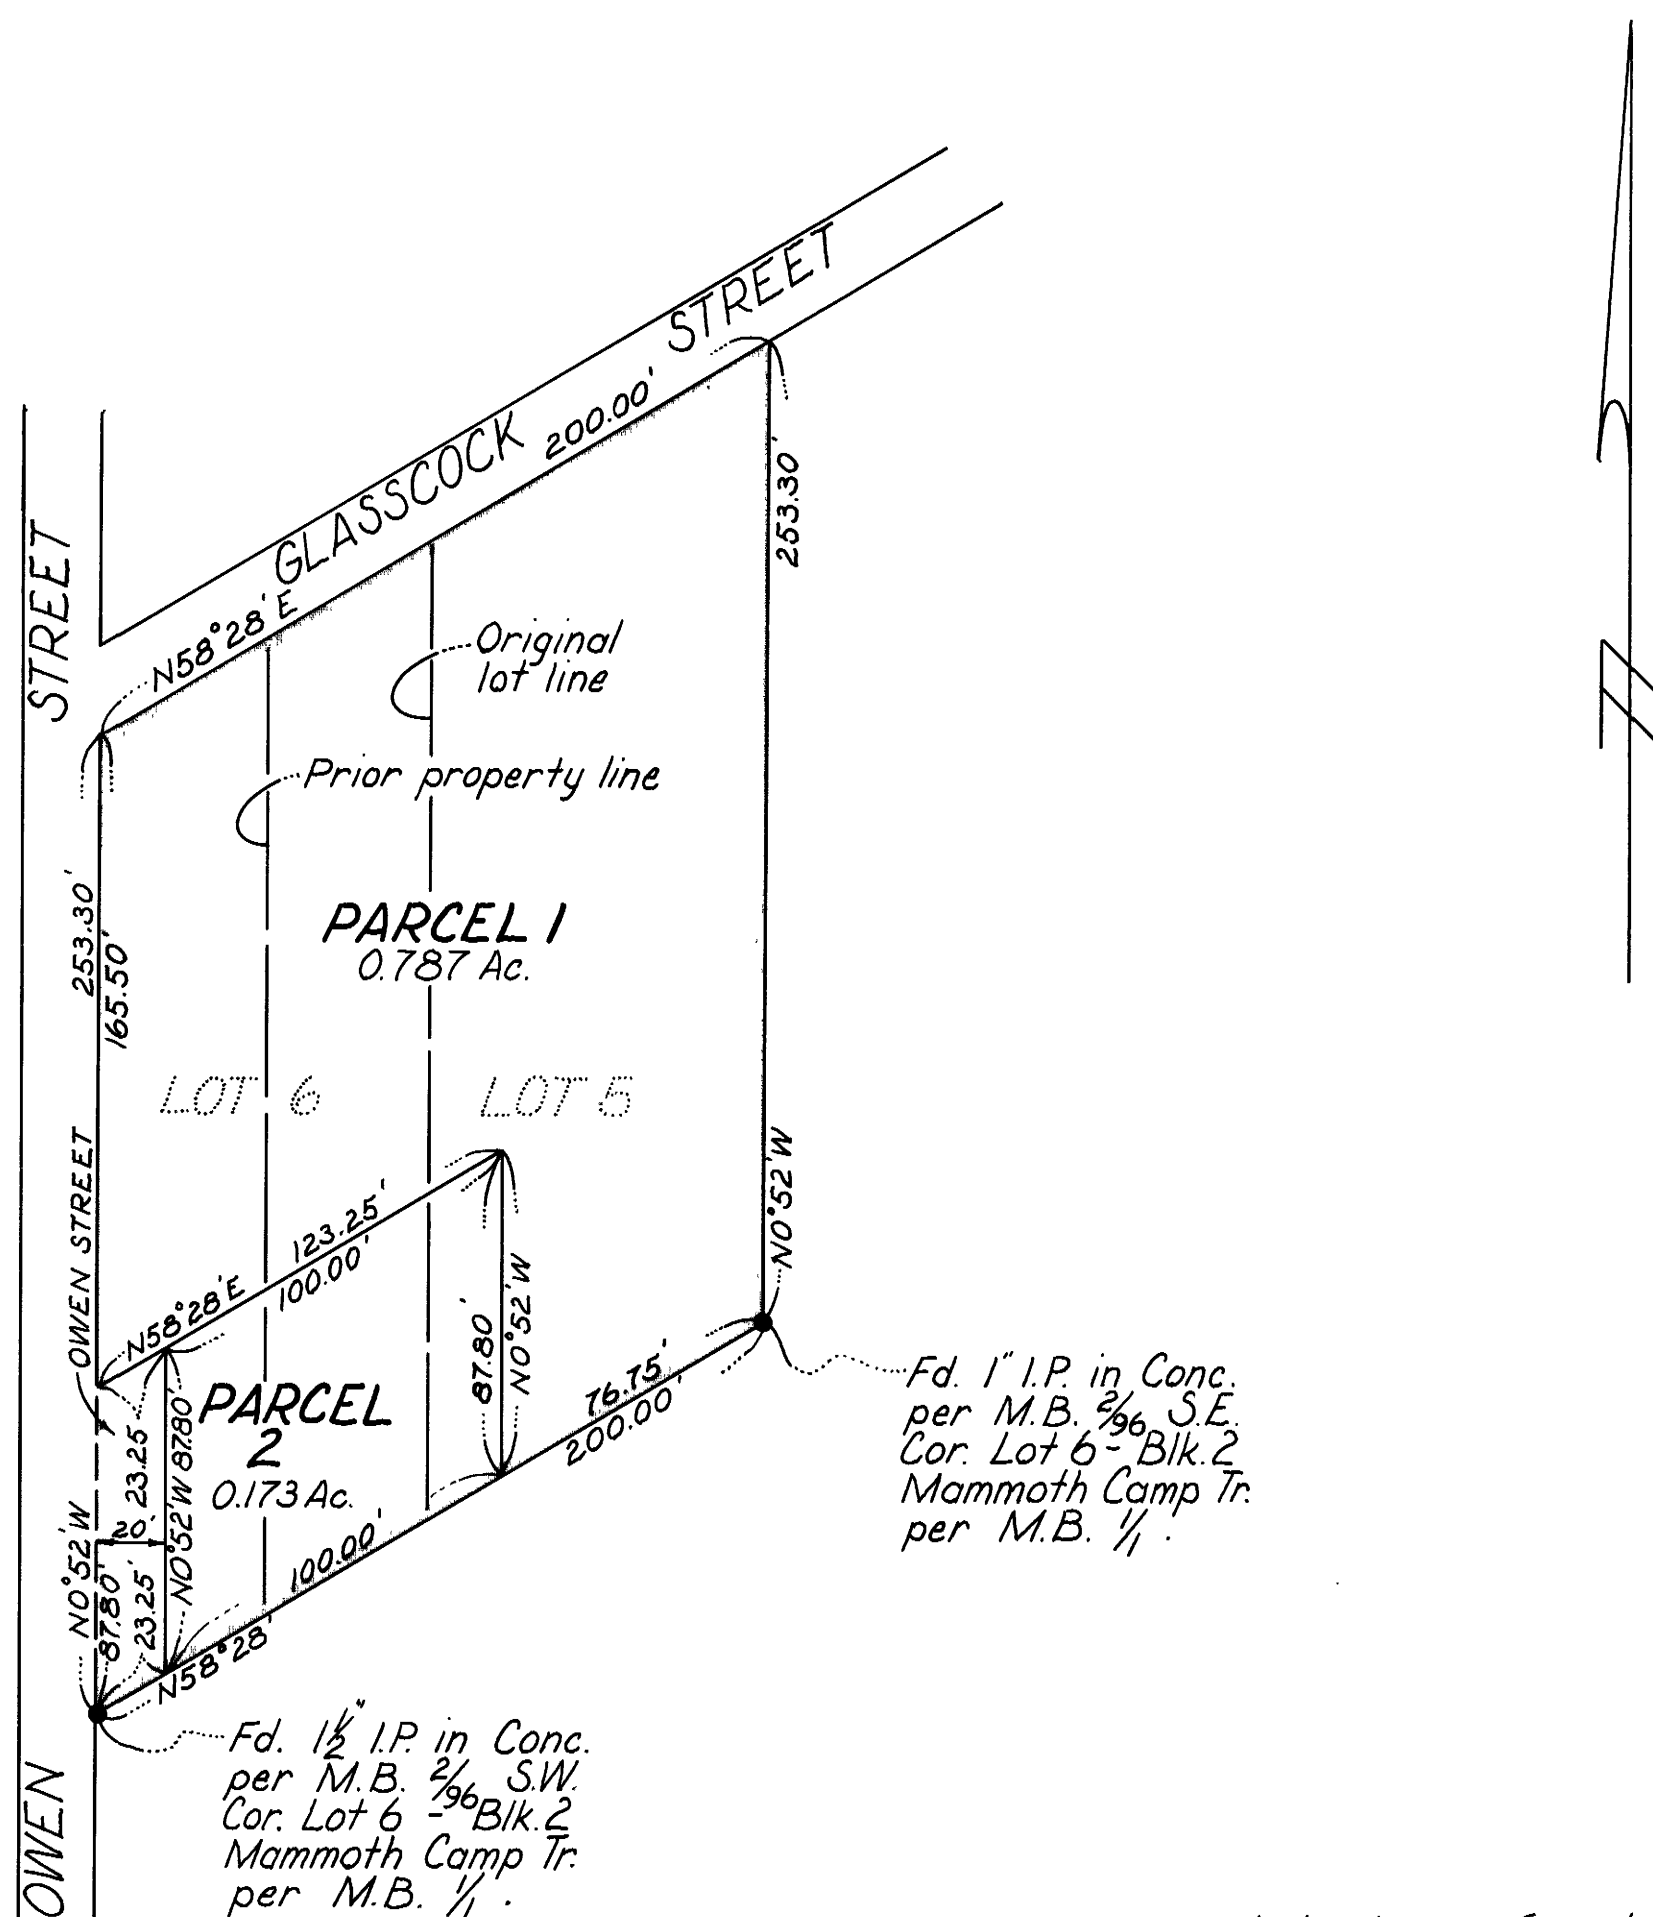 GLASSCOCK STREET
200.00'
N58°28'E
253.30'
STREET
Original
lot line
Prior property line
253.30'
165.50'
PARCEL 1
0.787 Ac.
LOT 6
LOT 5
OWEN STREET
N0°52'W
123.25'
N58°28'E
100.00'
87.80'
N0°52'W
76.75'
200.00'
PARCEL
2
0.173 Ac.
23.25'
N0°52'W 87.80'
20'
N0°52'W
87.80'
23.25'
100.00'
N58°28'
Fd. 1" I.P. in Conc.
per M.B. 2/96 S.E.
Cor. Lot 6 - Blk. 2
Mammoth Camp Tr.
per M.B. 1/1 .
Fd. 1½" I.P. in Conc.
per M.B. 2/96 S.W.
Cor. Lot 6 - Blk. 2
Mammoth Camp Tr.
per M.B. 1/1 .
OWEN